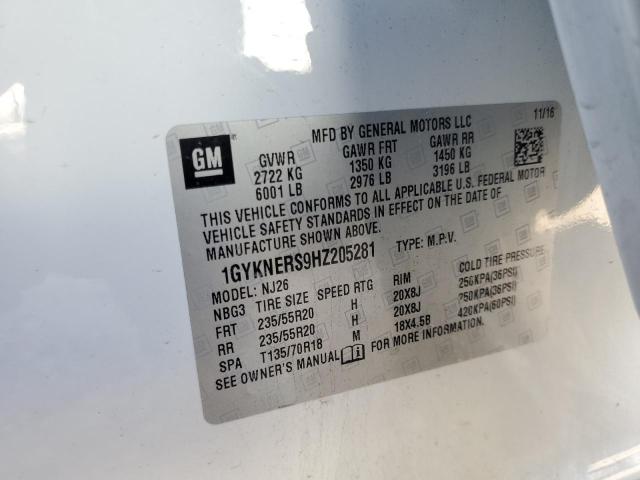 GM
MFD BY GENERAL MOTORS LLC 11/16
GVWR GAWR FRT GAWR RR
2722 KG 1350 KG 1450 KG
6001 LB 2976 LB 3196 LB
THIS VEHICLE CONFORMS TO ALL APPLICABLE U.S. FEDERAL MOTOR
VEHICLE SAFETY STANDARDS IN EFFECT ON THE DATE OF
MANUFACTURE SHOWN ABOVE.
1GYKNERS9HZ205281 TYPE: M.P.V.
MODEL: NJ26
NBG3 TIRE SIZE SPEED RTG RIM COLD TIRE PRESSURE
FRT 235/55R20 H 20X8J 250KPA(36PSI)
RR 235/55R20 H 20X8J 250KPA(36PSI)
SPA T135/70R18 M 18X4.5B 420KPA(60PSI)
SEE OWNER'S MANUAL FOR MORE INFORMATION.